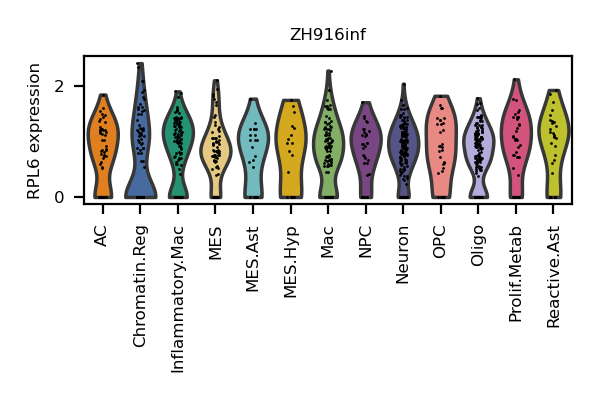 ZH916inf
RPL6 expression
2
0
AC
Chromatin.Reg
Inflammatory.Mac
MES
MES.Ast
MES.Hyp
Mac
NPC
Neuron
OPC
Oligo
Prolif.Metab
Reactive.Ast